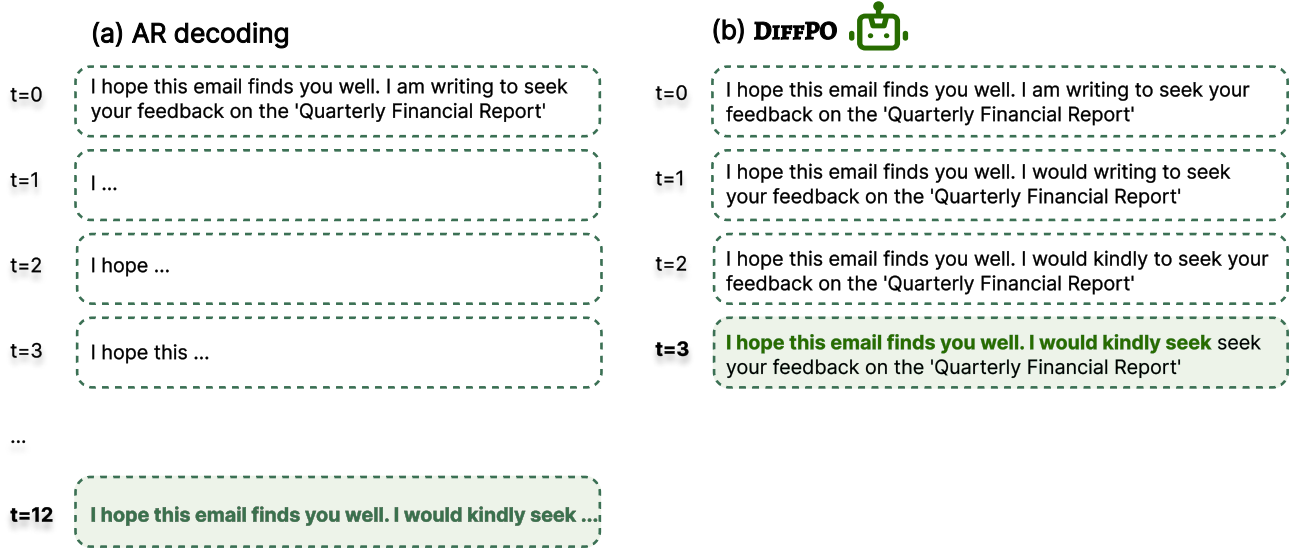 (a) AR decoding
t=0
I hope this email finds you well. I am writing to seek
your feedback on the 'Quarterly Financial Report'
t=1
I ...
t=2
I hope ...
t=3
I hope this ...
...
t=12
I hope this email finds you well. I would kindly seek ...
(b) DIFFPO
t=0
I hope this email finds you well. I am writing to seek your
feedback on the 'Quarterly Financial Report'
t=1
I hope this email finds you well. I would writing to seek
your feedback on the 'Quarterly Financial Report'
t=2
I hope this email finds you well. I would kindly to seek your
feedback on the 'Quarterly Financial Report'
t=3
I hope this email finds you well. I would kindly seek seek
your feedback on the 'Quarterly Financial Report'